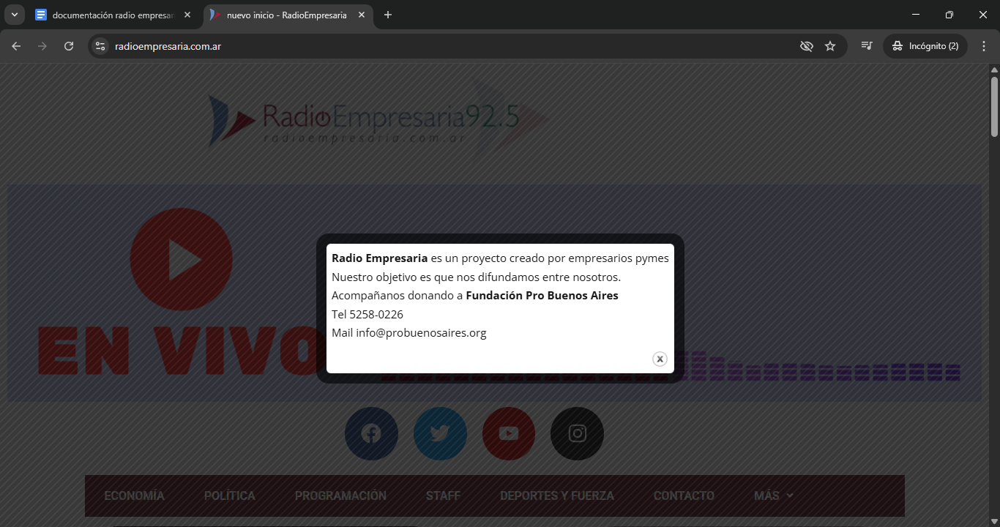 documentación radio empresar
nuevo inicio - RadioEmpresaria
radioempresaria.com.ar
Incógnito (2)
RadioEmpresaria92.5
radioempresaria.com.ar
EN VIVO
Radio Empresaria es un proyecto creado por empresarios pymes
Nuestro objetivo es que nos difundamos entre nosotros.
Acompañanos donando a Fundación Pro Buenos Aires
Tel 5258-0226
Mail info@probuenosaires.org
x
ECONOMÍA POLÍTICA PROGRAMACIÓN STAFF DEPORTES Y FUERZA CONTACTO MÁS